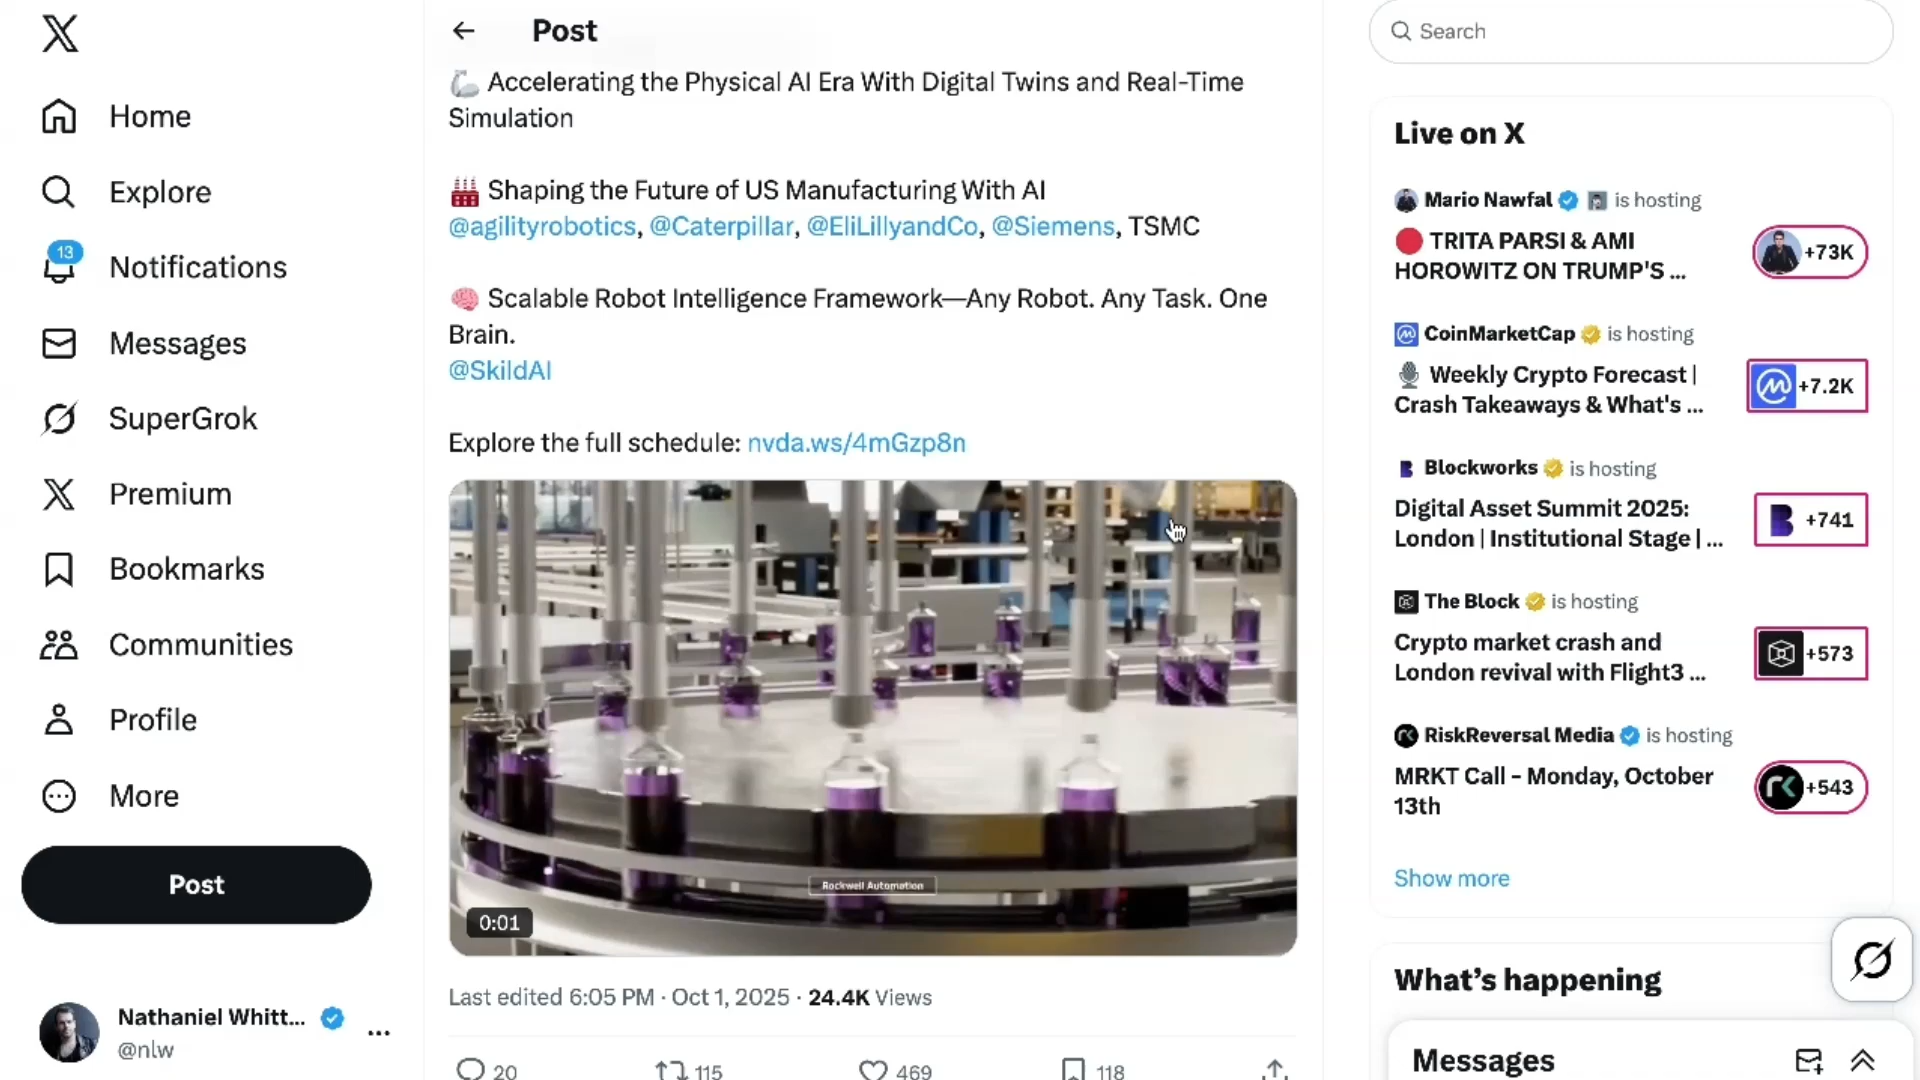 Home
Explore
13
Notifications
Messages
SuperGrok
Premium
Bookmarks
Communities
Profile
More
Post
Nathaniel Whitt...
@nlw
Post
🦾 Accelerating the Physical AI Era With Digital Twins and Real-Time
Simulation
🏭 Shaping the Future of US Manufacturing With AI
@agilityrobotics, @Caterpillar, @EliLillyandCo, @Siemens, TSMC
🧠 Scalable Robot Intelligence Framework—Any Robot. Any Task. One
Brain.
@SkildAI
Explore the full schedule: nvda.ws/4mGzp8n
Rockwell Automation
0:01
Last edited 6:05 PM · Oct 1, 2025 · 24.4K Views
20 115 469 118
Search
Live on X
Mario Nawfal is hosting
🔴 TRITA PARSI & AMI
HOROWITZ ON TRUMP'S ...
+73K
CoinMarketCap is hosting
🎙️ Weekly Crypto Forecast |
Crash Takeaways & What's ...
+7.2K
Blockworks is hosting
Digital Asset Summit 2025:
London | Institutional Stage | ...
+741
The Block is hosting
Crypto market crash and
London revival with Flight3 ...
+573
RiskReversal Media is hosting
MRKT Call - Monday, October
13th
+543
Show more
What's happening
Messages